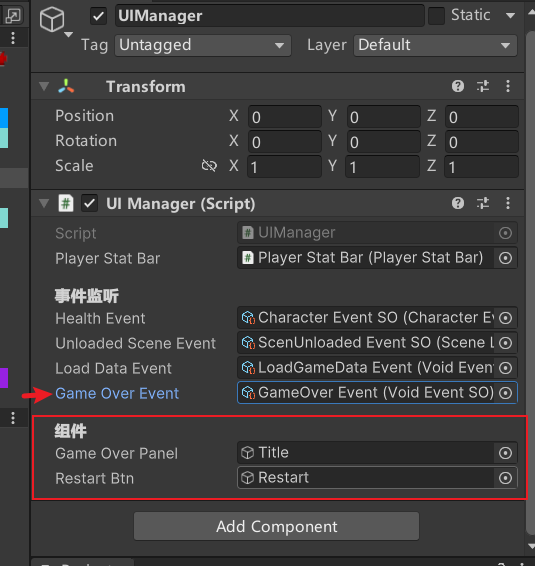 UIManager Static
Tag Untagged Layer Default
Transform
Position X 0 Y 0 Z 0
Rotation X 0 Y 0 Z 0
Scale X 1 Y 1 Z 1
UI Manager (Script)
Script UIManager
Player Stat Bar Player Stat Bar (Player Stat Bar)
事件监听
Health Event Character Event SO (Character Ev
Unloaded Scene Event ScenUnloaded Event SO (Scene L
Load Data Event LoadGameData Event (Void Even
Game Over Event GameOver Event (Void Event SO)
组件
Game Over Panel Title
Restart Btn Restart
Add Component